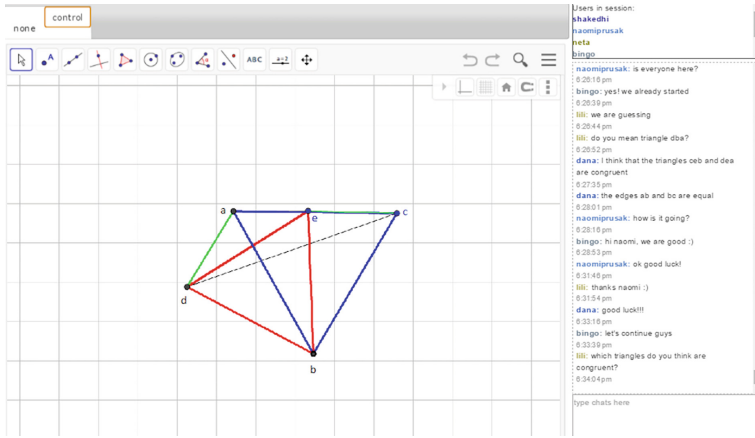 none
control
ABC
a=2
a
e
c
d
b
Users in session:
shakedhi
naomiprusak
neta
bingo
naomiprusak: is everyone here?
6:26:16 pm
bingo: yes! we already started
6:26:39 pm
lili: we are guessing
6:26:44 pm
lili: do you mean triangle dba?
6:26:52 pm
dana: I think that the triangles ceb and dea
are congruent
6:27:35 pm
dana: the edges ab and bc are equal
6:28:01 pm
naomiprusak: how is it going?
6:28:16 pm
bingo: hi naomi, we are good :)
6:28:53 pm
naomiprusak: ok good luck!
6:31:46 pm
lili: thanks naomi :)
6:31:54 pm
dana: good luck!!!
6:33:16 pm
bingo: let's continue guys
6:33:39 pm
lili: which triangles do you think are
congruent?
6:34:04 pm
type chats here